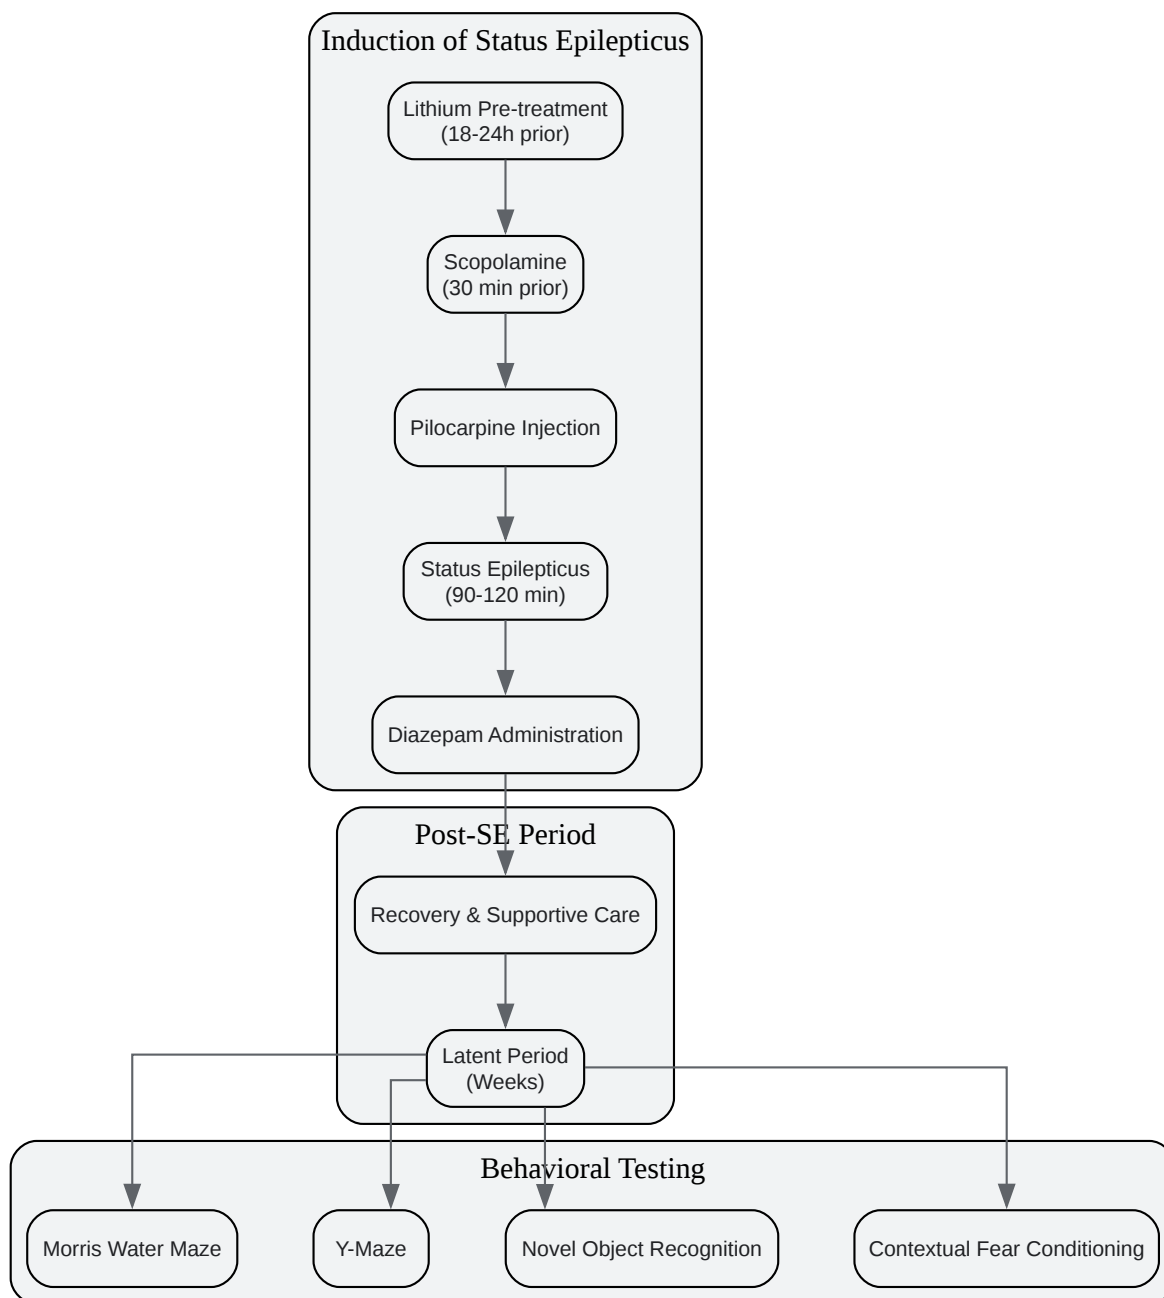 Induction of Status Epilepticus
Lithium Pre-treatment
(18-24h prior)
Scopolamine
(30 min prior)
Pilocarpine Injection
Status Epilepticus
(90-120 min)
Diazepam Administration
Post-SE Period
Recovery & Supportive Care
Latent Period
(Weeks)
Behavioral Testing
Morris Water Maze
Y-Maze
Novel Object Recognition
Contextual Fear Conditioning